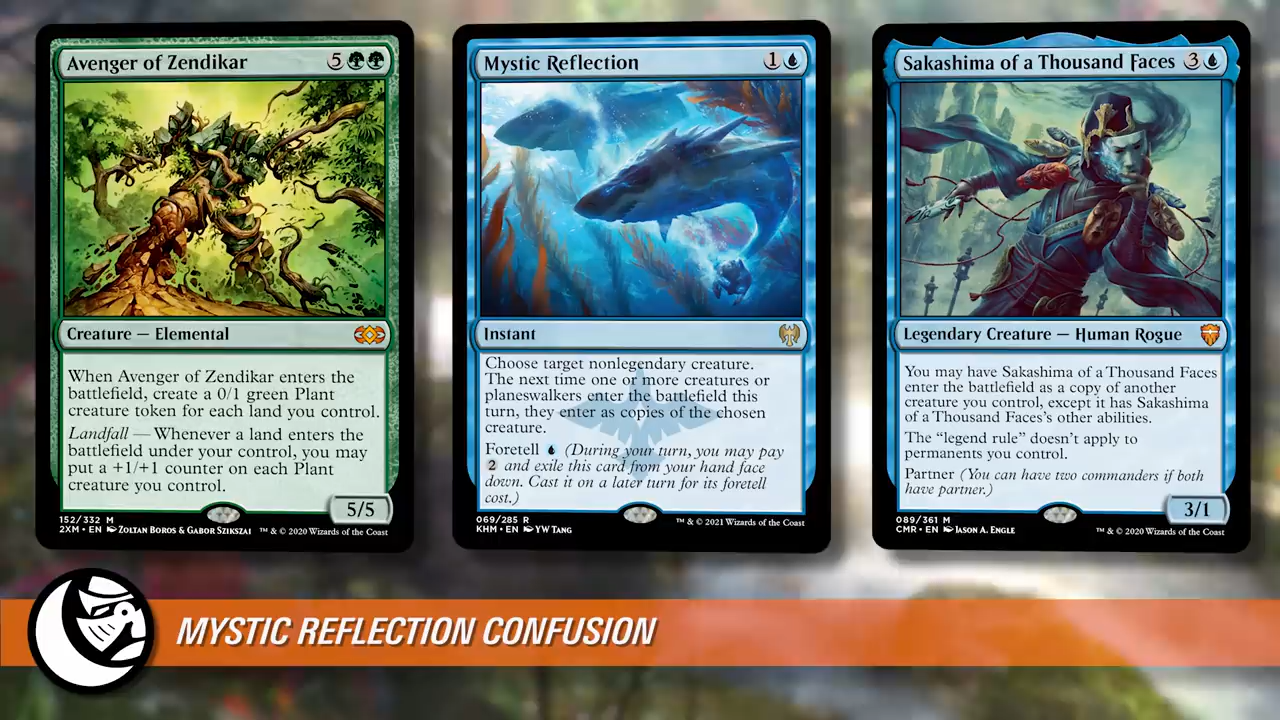 Avenger of Zendikar 5
Creature — Elemental
When Avenger of Zendikar enters the
battlefield, create a 0/1 green Plant
creature token for each land you control.
Landfall — Whenever a land enters the
battlefield under your control, you may
put a +1/+1 counter on each Plant
creature you control.
5/5
152/332 M
2XM • EN ZOLTAN BOROS & GABOR SZIKSZAI ™ & © 2020 Wizards of the Coast
Mystic Reflection 1
Instant
Choose target nonlegendary creature.
The next time one or more creatures or
planeswalkers enter the battlefield this
turn, they enter as copies of the chosen
creature.
Foretell (During your turn, you may pay
2 and exile this card from your hand face
down. Cast it on a later turn for its foretell
cost.)
069/285 R
KHM • EN YW TANG ™ & © 2021 Wizards of the Coast
Sakashima of a Thousand Faces 3
Legendary Creature — Human Rogue
You may have Sakashima of a Thousand Faces
enter the battlefield as a copy of another
creature you control, except it has Sakashima
of a Thousand Faces's other abilities.
The "legend rule" doesn't apply to
permanents you control.
Partner (You can have two commanders if both
have partner.)
3/1
089/361 M
CMR • EN JASON A. ENGLE ™ & © 2020 Wizards of the Coast
MYSTIC REFLECTION CONFUSION